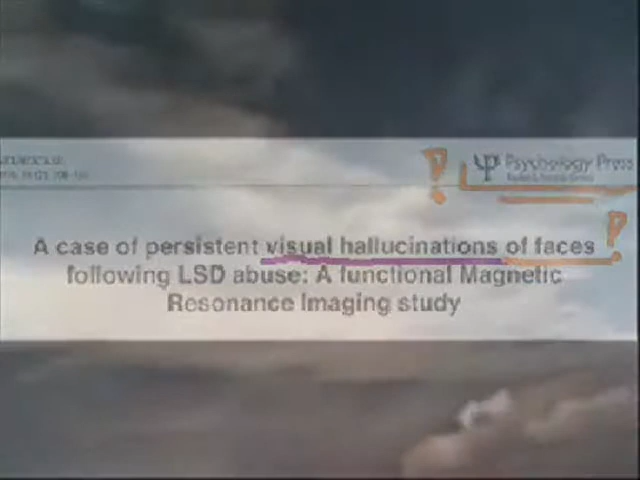 Psychology Press
A case of persistent visual hallucinations of faces
following LSD abuse: A functional Magnetic
Resonance Imaging study